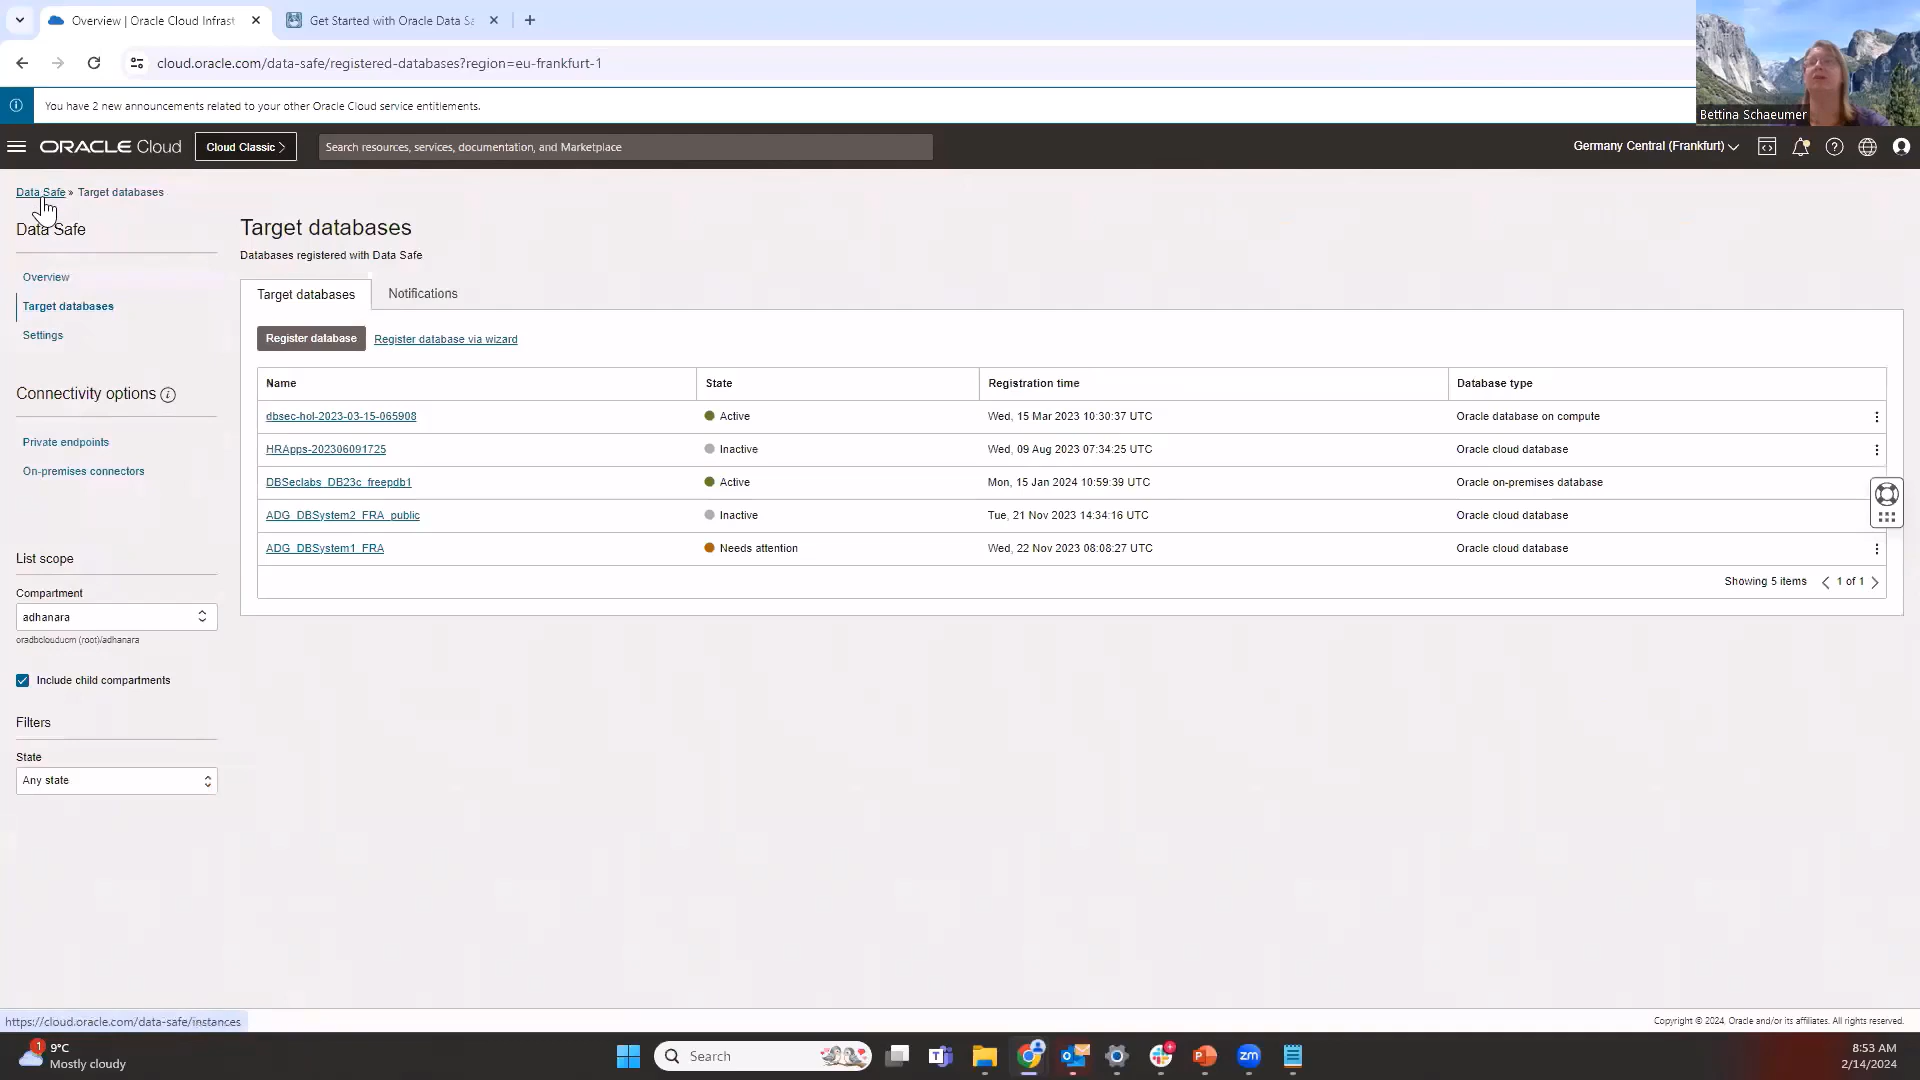 Overview | Oracle Cloud Infrast
Get Started with Oracle Data Sa
cloud.oracle.com/data-safe/registered-databases?region=eu-frankfurt-1
You have 2 new announcements related to your other Oracle Cloud service entitlements.
Bettina Schaeumer
ORACLE Cloud
Cloud Classic
Search resources, services, documentation, and Marketplace
Germany Central (Frankfurt)
Data Safe » Target databases
Data Safe
Overview
Target databases
Settings
Connectivity options
Private endpoints
On-premises connectors
List scope
Compartment
adhanara
oradbclouducm (root)/adhanara
Include child compartments
Filters
State
Any state
Target databases
Databases registered with Data Safe
Target databases Notifications
Register database Register database via wizard
Name State Registration time Database type
dbsec-hol-2023-03-15-065908 Active Wed, 15 Mar 2023 10:30:37 UTC Oracle database on compute
HRApps-202306091725 Inactive Wed, 09 Aug 2023 07:34:25 UTC Oracle cloud database
DBSeclabs_DB23c_freepdb1 Active Mon, 15 Jan 2024 10:59:39 UTC Oracle on-premises database
ADG_DBSystem2_FRA_public Inactive Tue, 21 Nov 2023 14:34:16 UTC Oracle cloud database
ADG_DBSystem1_FRA Needs attention Wed, 22 Nov 2023 08:08:27 UTC Oracle cloud database
Showing 5 items 1 of 1
https://cloud.oracle.com/data-safe/instances
Copyright © 2024, Oracle and/or its affiliates. All rights reserved.
1
9°C
Mostly cloudy
Search
zm
8:53 AM
2/14/2024